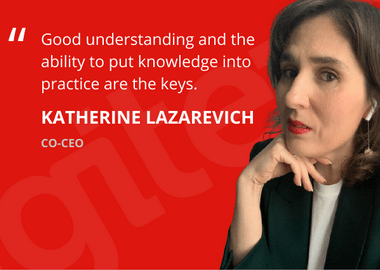 “
Good understanding and the
ability to put knowledge into
practice are the keys.
KATHERINE LAZAREVICH
CO-CEO